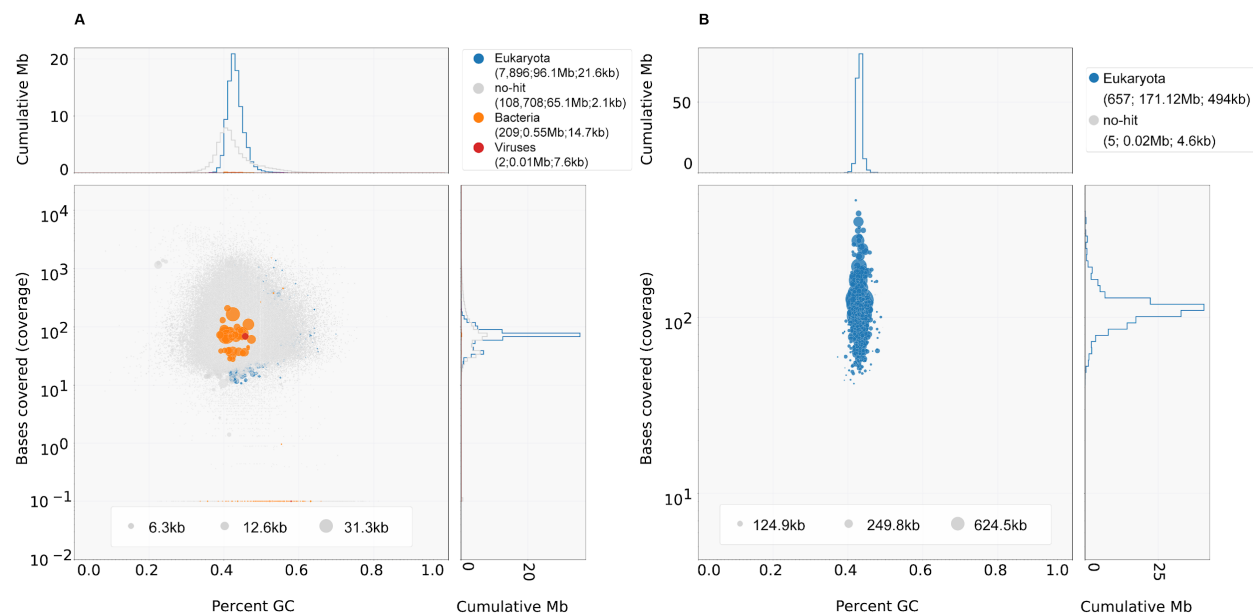 A
B
20
10
0
Cumulative Mb
Eukaryota
(7,896;96.1Mb;21.6kb)
no-hit
(108,708;65.1Mb;2.1kb)
Bacteria
(209;0.55Mb;14.7kb)
Viruses
(2;0.01Mb;7.6kb)
50
0
Cumulative Mb
Eukaryota
(657; 171.12Mb; 494kb)
no-hit
(5; 0.02Mb; 4.6kb)
10^4
10^3
10^2
10^1
10^0
10^-1
10^-2
Bases covered (coverage)
6.3kb 12.6kb 31.3kb
0.0 0.2 0.4 0.6 0.8 1.0
Percent GC
0 20
Cumulative Mb
10^2
10^1
Bases covered (coverage)
124.9kb 249.8kb 624.5kb
0.0 0.2 0.4 0.6 0.8 1.0
Percent GC
0 25
Cumulative Mb